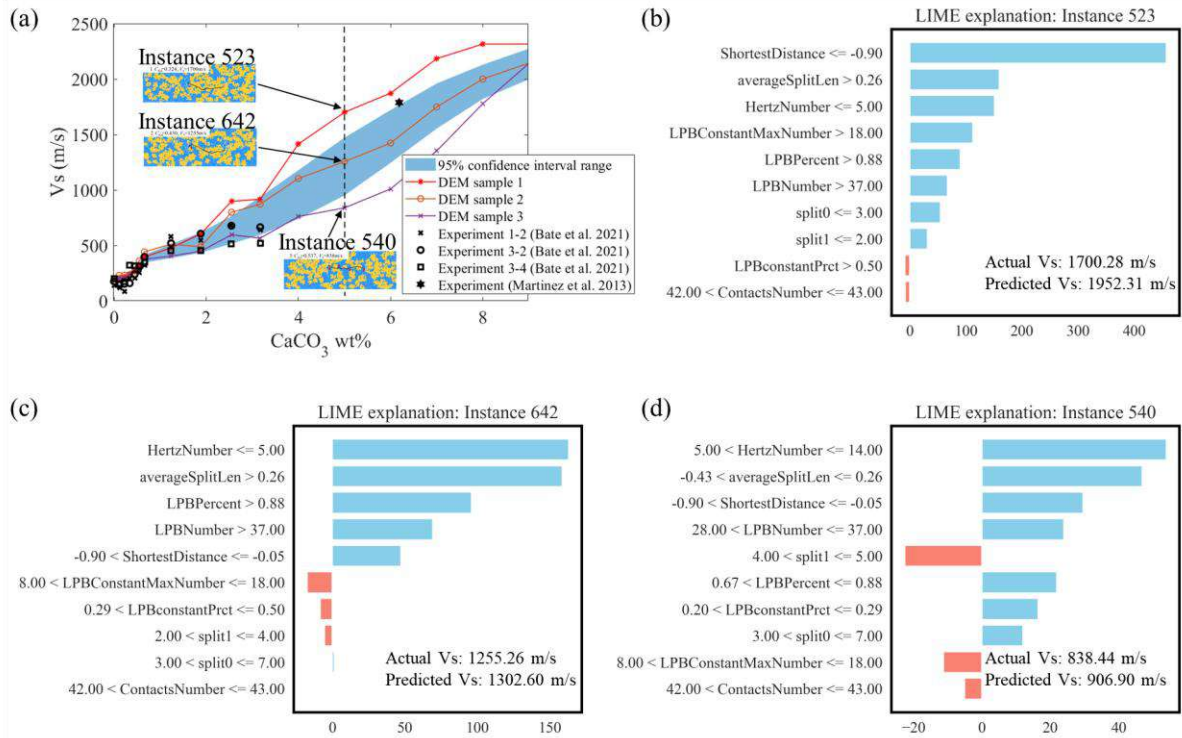 (a)
2500
2000
1500
1000
500
0
Vs (m/s)
0 2 4 6 8
CaCO3 wt%
Instance 523
Instance 642
Instance 540
95% confidence interval range
DEM sample 1
DEM sample 2
DEM sample 3
Experiment 1-2 (Bate et al. 2021)
Experiment 3-2 (Bate et al. 2021)
Experiment 3-4 (Bate et al. 2021)
Experiment (Martinez et al. 2013)
(b)
LIME explanation: Instance 523
ShortestDistance <= -0.90
averageSplitLen > 0.26
HertzNumber <= 5.00
LPBConstantMaxNumber > 18.00
LPBPercent > 0.88
LPBNumber > 37.00
split0 <= 3.00
split1 <= 2.00
LPBconstantPrct > 0.50
42.00 < ContactsNumber <= 43.00
Actual Vs: 1700.28 m/s
Predicted Vs: 1952.31 m/s
0 100 200 300 400
(c)
LIME explanation: Instance 642
HertzNumber <= 5.00
averageSplitLen > 0.26
LPBPercent > 0.88
LPBNumber > 37.00
-0.90 < ShortestDistance <= -0.05
8.00 < LPBConstantMaxNumber <= 18.00
0.29 < LPBconstantPrct <= 0.50
2.00 < split1 <= 4.00
3.00 < split0 <= 7.00
42.00 < ContactsNumber <= 43.00
Actual Vs: 1255.26 m/s
Predicted Vs: 1302.60 m/s
0 50 100 150
(d)
LIME explanation: Instance 540
5.00 < HertzNumber <= 14.00
-0.43 < averageSplitLen <= 0.26
-0.90 < ShortestDistance <= -0.05
28.00 < LPBNumber <= 37.00
4.00 < split1 <= 5.00
0.67 < LPBPercent <= 0.88
0.20 < LPBconstantPrct <= 0.29
3.00 < split0 <= 7.00
8.00 < LPBConstantMaxNumber <= 18.00
42.00 < ContactsNumber <= 43.00
Actual Vs: 838.44 m/s
Predicted Vs: 906.90 m/s
−20 0 20 40